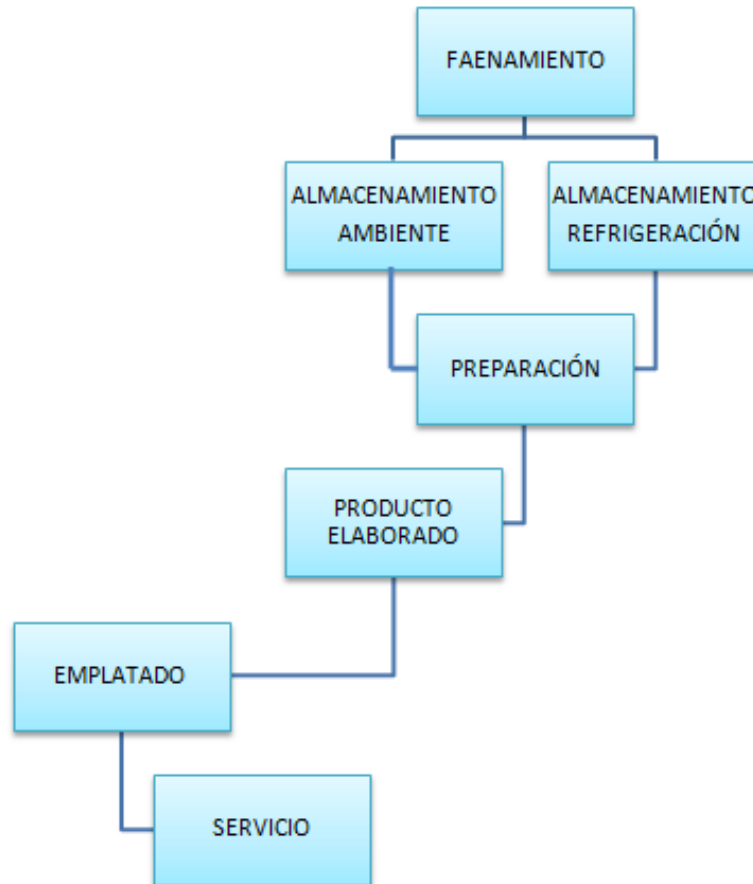 FAENAMIENTO
ALMACENAMIENTO
AMBIENTE
ALMACENAMIENTO
REFRIGERACIÓN
PREPARACIÓN
PRODUCTO
ELABORADO
EMPLATADO
SERVICIO